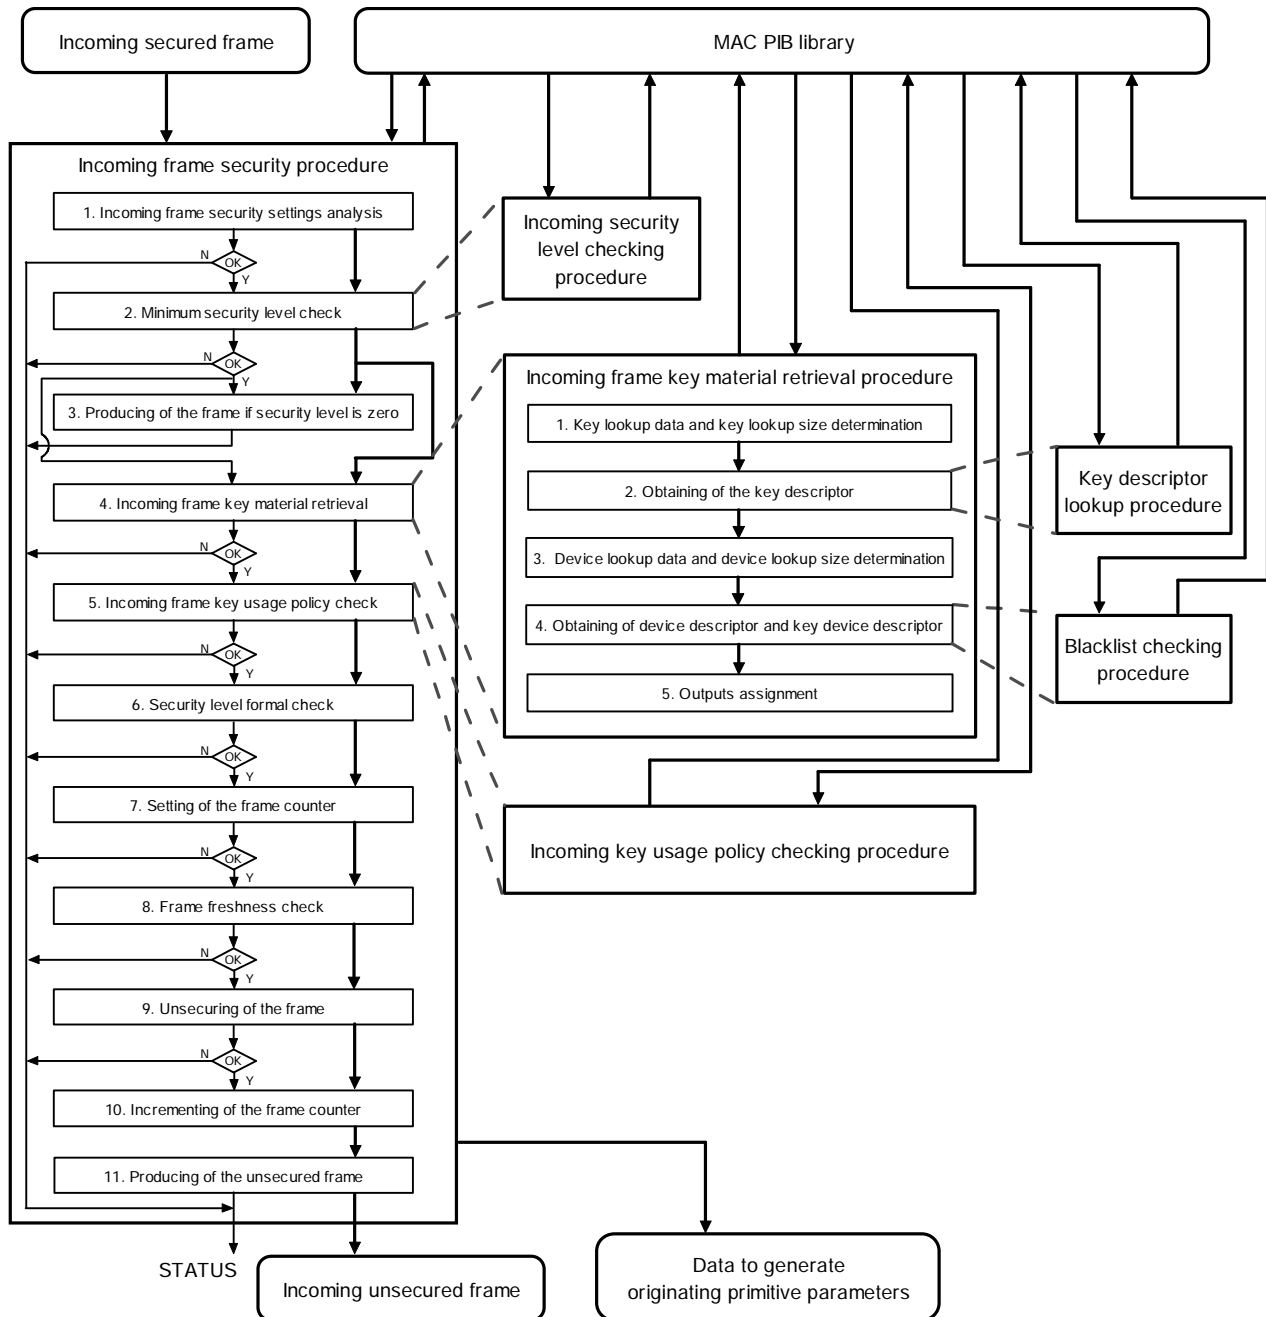 Incoming secured frame
MAC PIB library
Incoming frame security procedure
1. Incoming frame security settings analysis
N
OK
Y
2. Minimum security level check
N
OK
Y
3. Producing of the frame if security level is zero
4. Incoming frame key material retrieval
N
OK
Y
5. Incoming frame key usage policy check
N
OK
Y
6. Security level formal check
N
OK
Y
7. Setting of the frame counter
N
OK
Y
8. Frame freshness check
N
OK
Y
9. Unsecuring of the frame
N
OK
Y
10. Incrementing of the frame counter
11. Producing of the unsecured frame
STATUS
Incoming unsecured frame
Incoming security
level checking
procedure
Incoming frame key material retrieval procedure
1. Key lookup data and key lookup size determination
2. Obtaining of the key descriptor
3. Device lookup data and device lookup size determination
4. Obtaining of device descriptor and key device descriptor
5. Outputs assignment
Key descriptor
lookup procedure
Blacklist checking
procedure
Incoming key usage policy checking procedure
Data to generate
originating primitive parameters